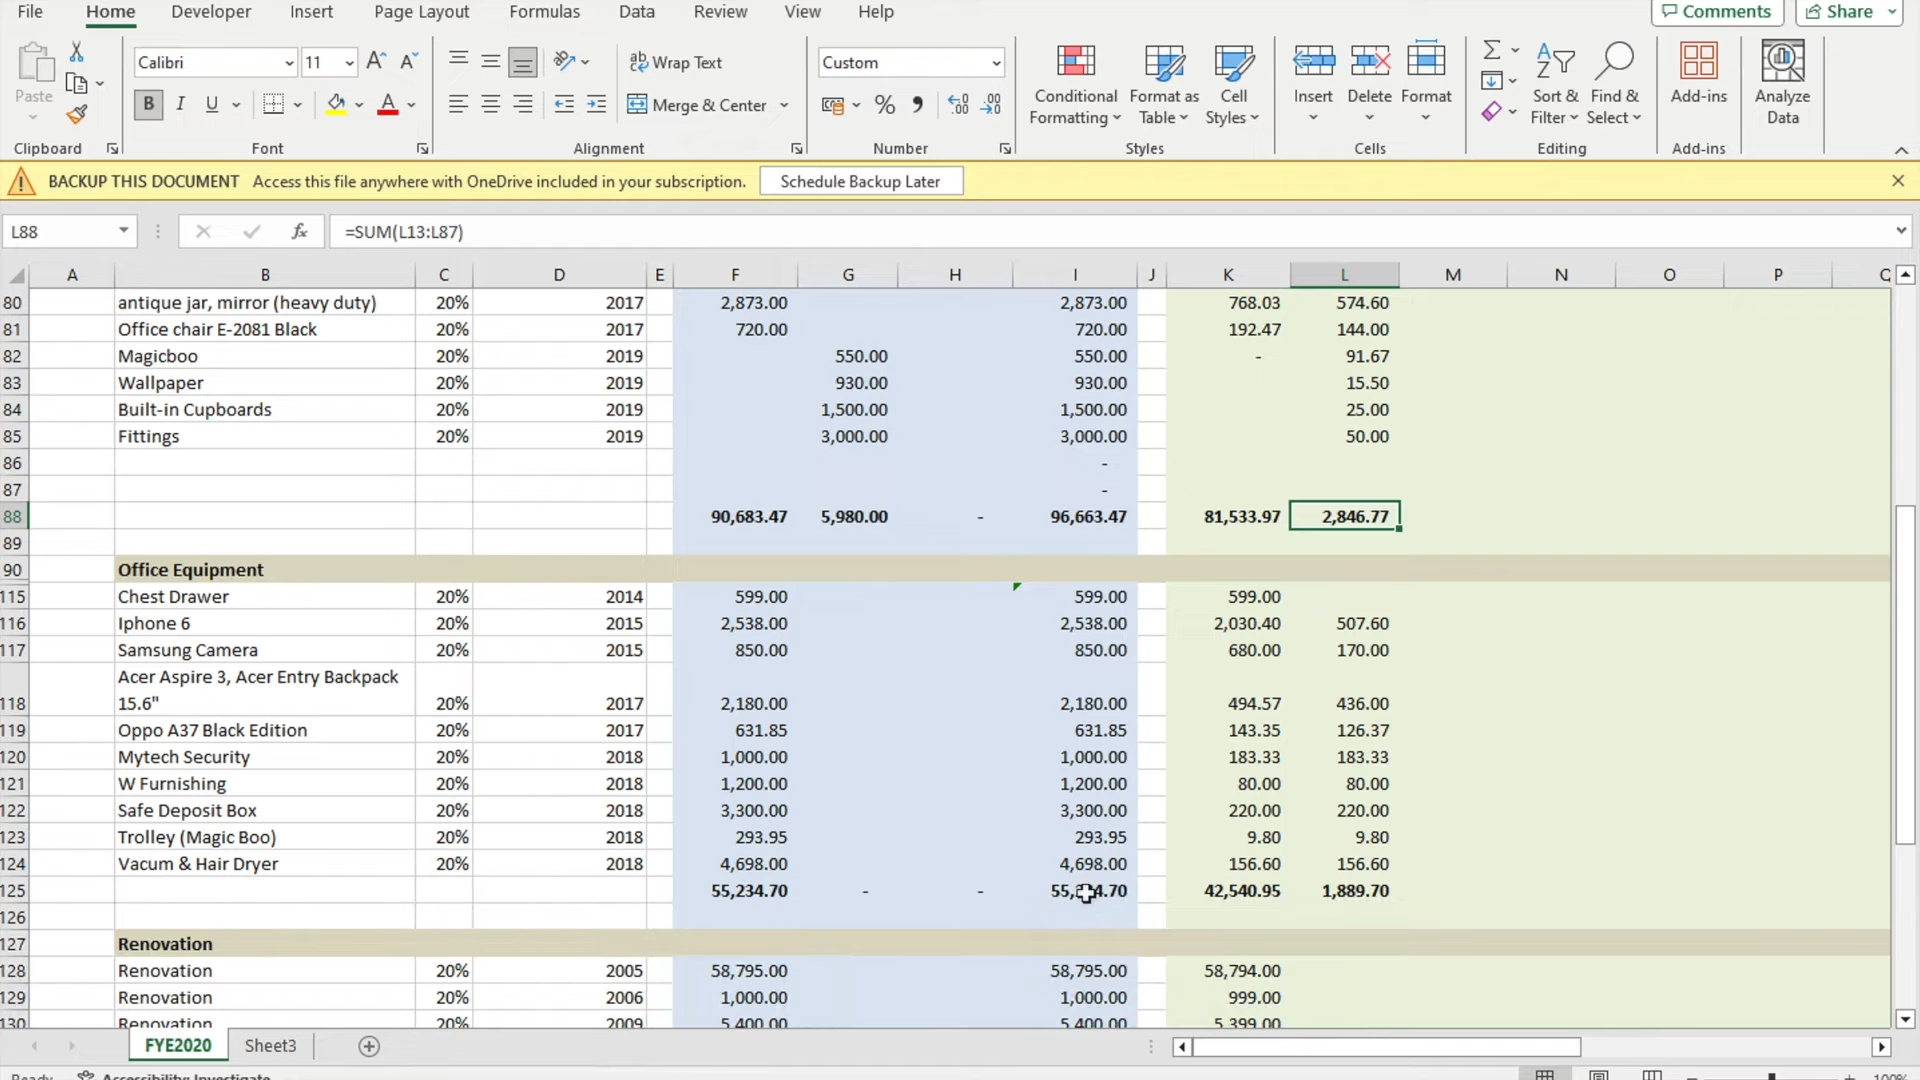 File Home Developer Insert Page Layout Formulas Data Review View Help Comments Share
Calibri 11 Wrap Text Custom
Paste B I U Merge & Center % Conditional Formatting Format as Table Cell Styles Insert Delete Format Sort & Filter Find & Select Add-ins Analyze Data
Clipboard Font Alignment Number Styles Cells Editing Add-ins
BACKUP THIS DOCUMENT Access this file anywhere with OneDrive included in your subscription. Schedule Backup Later
L88 fx =SUM(L13:L87)
A B C D E F G H I J K L M N O P Q
80 antique jar, mirror (heavy duty) 20% 2017 2,873.00 2,873.00 768.03 574.60
81 Office chair E-2081 Black 20% 2017 720.00 720.00 192.47 144.00
82 Magicboo 20% 2019 550.00 550.00 - 91.67
83 Wallpaper 20% 2019 930.00 930.00 15.50
84 Built-in Cupboards 20% 2019 1,500.00 1,500.00 25.00
85 Fittings 20% 2019 3,000.00 3,000.00 50.00
86 -
87 -
88 90,683.47 5,980.00 - 96,663.47 81,533.97 2,846.77
89
90 Office Equipment
115 Chest Drawer 20% 2014 599.00 599.00 599.00
116 Iphone 6 20% 2015 2,538.00 2,538.00 2,030.40 507.60
117 Samsung Camera 20% 2015 850.00 850.00 680.00 170.00
Acer Aspire 3, Acer Entry Backpack
118 15.6" 20% 2017 2,180.00 2,180.00 494.57 436.00
119 Oppo A37 Black Edition 20% 2017 631.85 631.85 143.35 126.37
120 Mytech Security 20% 2018 1,000.00 1,000.00 183.33 183.33
121 W Furnishing 20% 2018 1,200.00 1,200.00 80.00 80.00
122 Safe Deposit Box 20% 2018 3,300.00 3,300.00 220.00 220.00
123 Trolley (Magic Boo) 20% 2018 293.95 293.95 9.80 9.80
124 Vacum & Hair Dryer 20% 2018 4,698.00 4,698.00 156.60 156.60
125 55,234.70 - - 42,540.95 1,889.70
126
127 Renovation
128 Renovation 20% 2005 58,795.00 58,795.00 58,794.00
129 Renovation 20% 2006 1,000.00 1,000.00 999.00
130 Renovation 20% 2009 5,400.00 5,400.00 5,399.00
FYE2020 Sheet3
Ready Accessibility: Investigate 100%